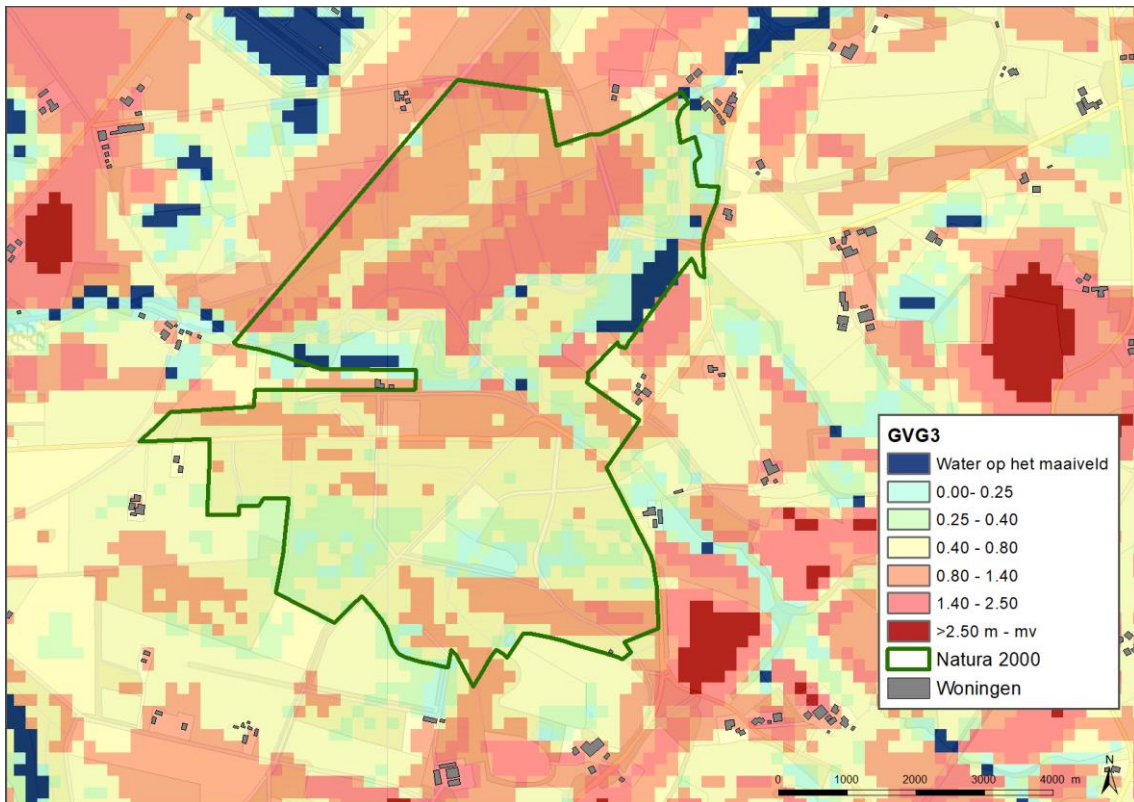 GVG3
Water op het maaiveld
0.00- 0.25
0.25 - 0.40
0.40 - 0.80
0.80 - 1.40
1.40 - 2.50
>2.50 m - mv
Natura 2000
Woningen
N
0 1000 2000 3000 4000 m